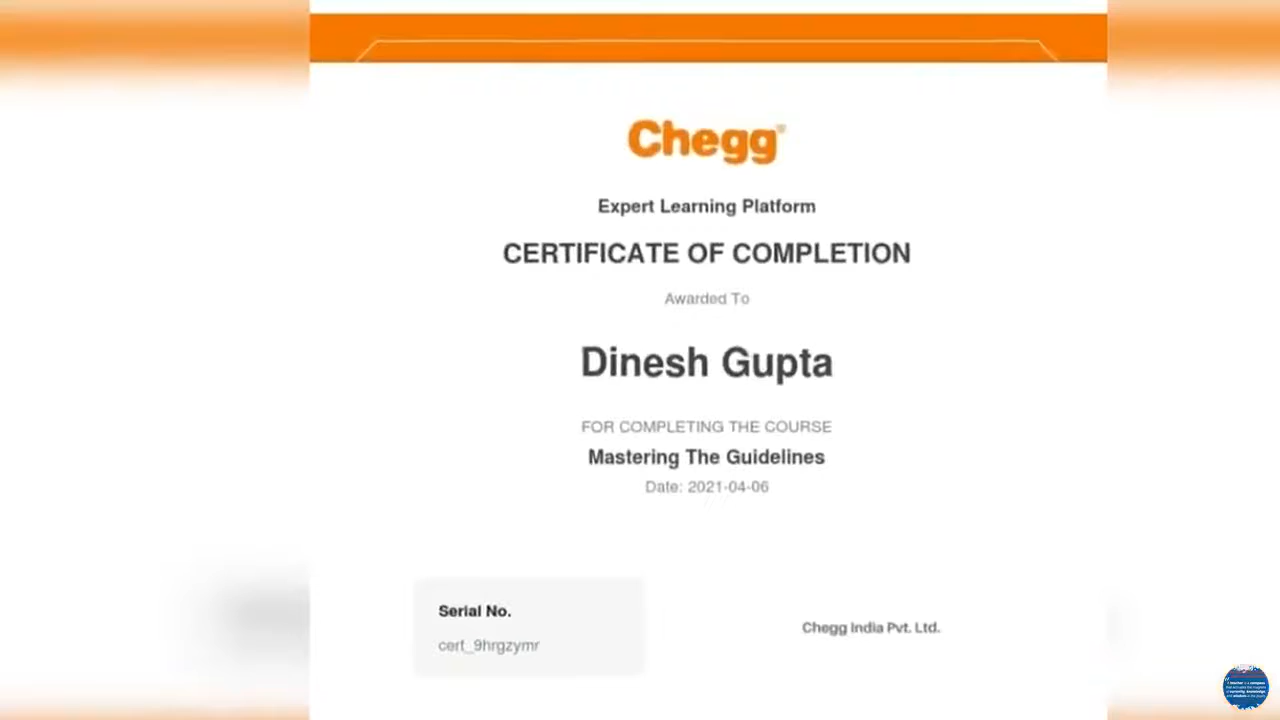 Chegg®
Expert Learning Platform
CERTIFICATE OF COMPLETION
Awarded To
Dinesh Gupta
FOR COMPLETING THE COURSE
Mastering The Guidelines
Date: 2021-04-06
Serial No.
cerf_9hrgzymr
Chegg India Pvt. Ltd.